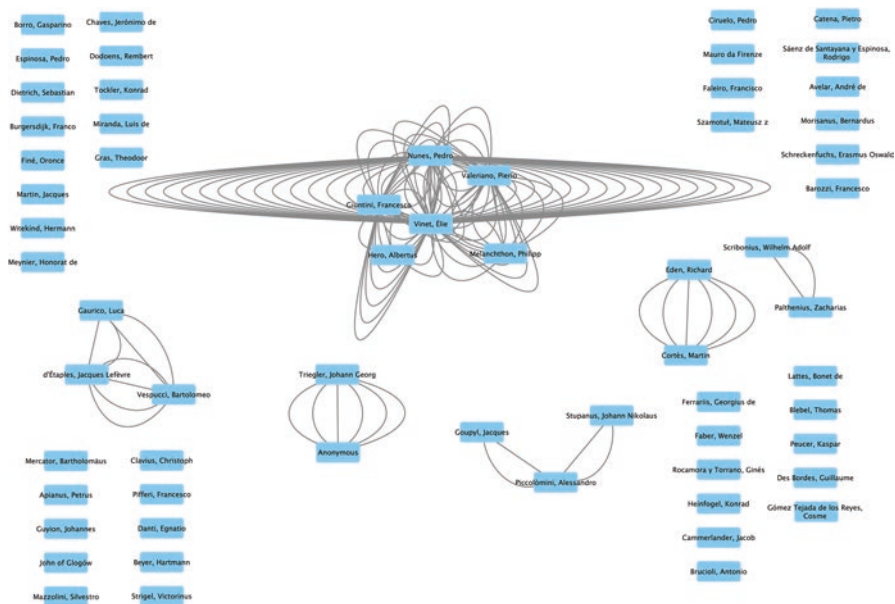 Borro, Gasparino
Chaves, Jerónimo de
Espinosa, Pedro
Dodoens, Rembert
Dietrich, Sebastian
Tockler, Konrad
Burgersdijk, Franco
Miranda, Luis de
Finé, Oronce
Gras, Theodoor
Martin, Jacques
Witekind, Hermann
Meynier, Honorat de
Ciruelo, Pedro
Catena, Pietro
Mauro da Firenze
Sáenz de Santayana y Espinosa,
Rodrigo
Faleiro, Francisco
Avelar, André de
Szamotuł, Mateusz z
Morisanus, Bernardus
Schreckenfuchs, Erasmus Oswald
Barozzi, Francesco
Nunes, Pedro
Valeriano, Pierio
Giuntini, Francesco
Vinet, Élie
Hero, Albertus
Melanchthon, Philipp
Scribonius, Wilhelm Adolf
Eden, Richard
Palthenius, Zacharias
Cortés, Martin
Gaurico, Luca
d'Étaples, Jacques Lefèvre
Vespucci, Bartolomeo
Triegler, Johann Georg
Anonymous
Stupanus, Johann Nikolaus
Goupyl, Jacques
Piccolomini, Alessandro
Lattes, Bonet de
Ferrariis, Georgius de
Blebel, Thomas
Faber, Wenzel
Peucer, Kaspar
Rocamora y Torrano, Ginés
Des Bordes, Guillaume
Heinfogel, Konrad
Gómez Tejada de los Reyes,
Cosme
Cammerlander, Jacob
Brucioli, Antonio
Mercator, Bartholomäus
Clavius, Christoph
Apianus, Petrus
Pifferi, Francesco
Guyion, Johannes
Danti, Egnatio
John of Glogów
Beyer, Hartmann
Mazzolini, Silvestro
Strigel, Victorinus